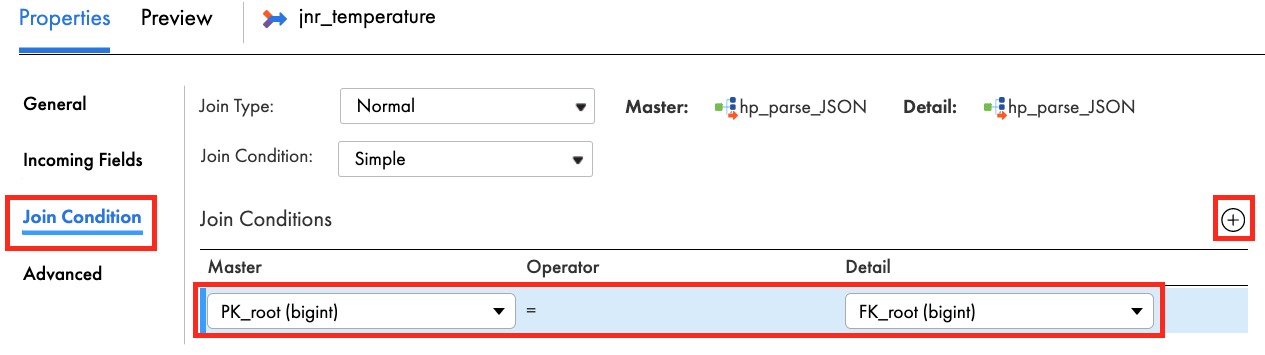 Properties Preview jnr_temperature
General
Incoming Fields
Join Condition
Advanced
Join Type: Normal Master: hp_parse_JSON Detail: hp_parse_JSON
Join Condition: Simple
Join Conditions
Master Operator Detail
PK_root (bigint) = FK_root (bigint)